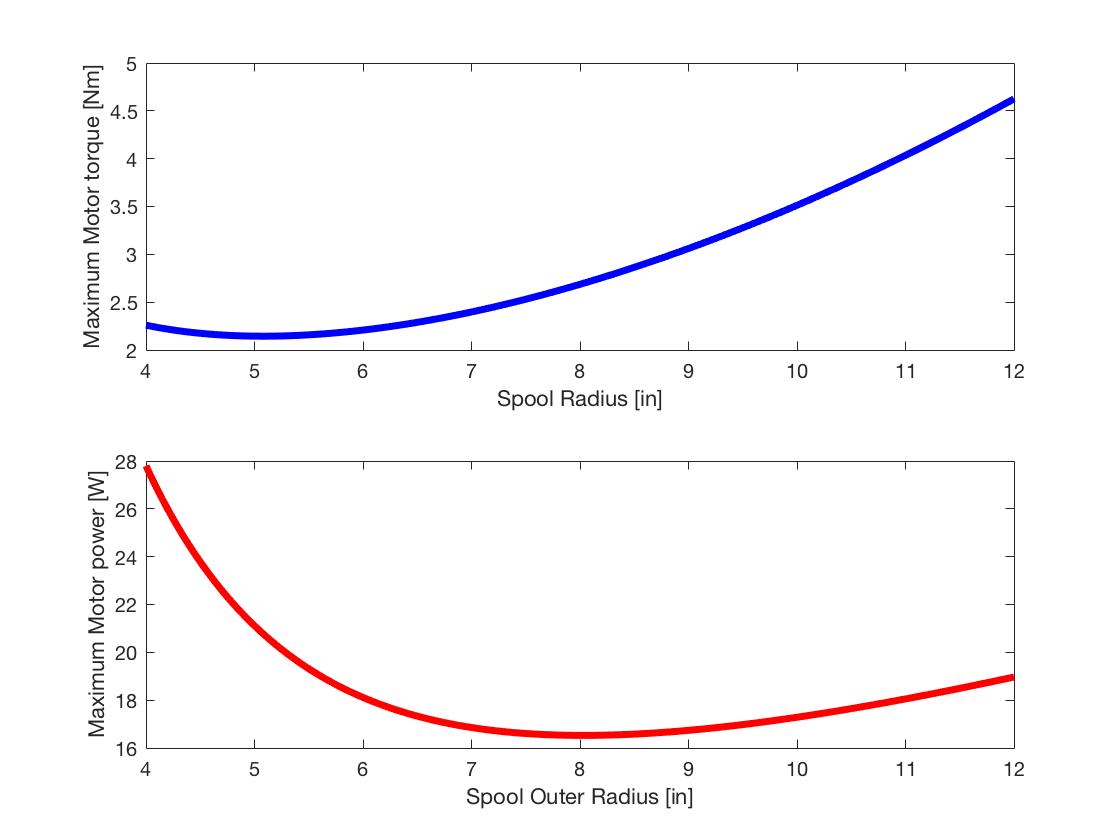 Maximum Motor torque [Nm]
5
4.5
4
3.5
3
2.5
2
4 5 6 7 8 9 10 11 12
Spool Radius [in]
Maximum Motor power [W]
28
26
24
22
20
18
16
4 5 6 7 8 9 10 11 12
Spool Outer Radius [in]